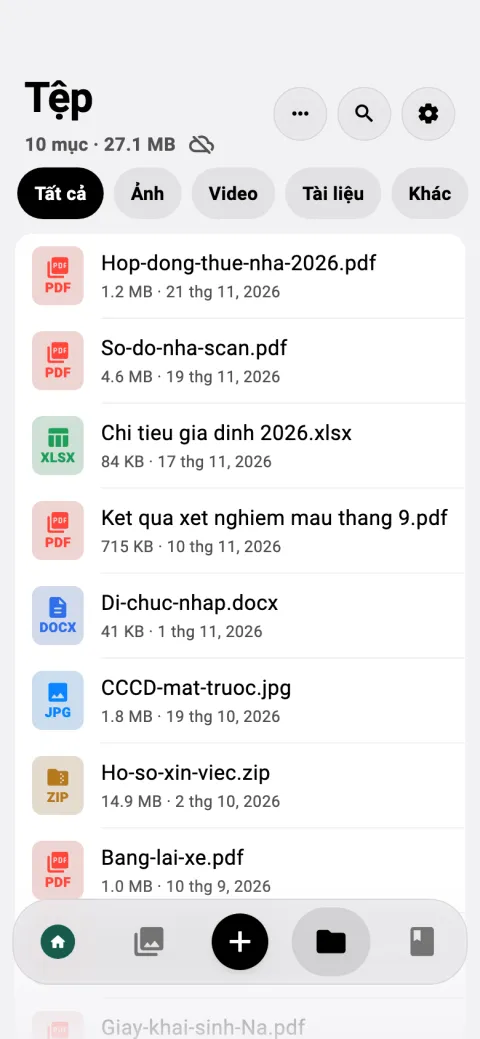 Tệp
10 mục · 27.1 MB
Tất cả
Ảnh
Video
Tài liệu
Khác
PDF
Hop-dong-thue-nha-2026.pdf
1.2 MB · 21 thg 11, 2026
PDF
So-do-nha-scan.pdf
4.6 MB · 19 thg 11, 2026
XLSX
Chi tieu gia dinh 2026.xlsx
84 KB · 17 thg 11, 2026
PDF
Ket qua xet nghiem mau thang 9.pdf
715 KB · 10 thg 11, 2026
DOCX
Di-chuc-nhap.docx
41 KB · 1 thg 11, 2026
JPG
CCCD-mat-truoc.jpg
1.8 MB · 19 thg 10, 2026
ZIP
Ho-so-xin-viec.zip
14.9 MB · 2 thg 10, 2026
PDF
Bang-lai-xe.pdf
1.0 MB · 10 thg 9, 2026
PDF
Giay-khai-sinh-Na.pdf